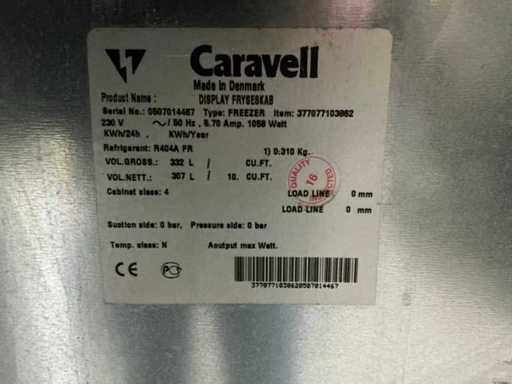 Caravell
Made in Denmark
Product Name : DISPLAY FRYSESKAB
Serial No.: 0507014467 Type: FREEZER Item: 377077103862
230 V ~/ 50 Hz, 5.70 Amp. 1058 Watt
KWh/24h , KWh/Year
Refrigerant: R404A FR 1) 0.310 Kg.
VOL.GROSS.: 332 L / CU.FT.
VOL.NETT.: 307 L / 10. CU.FT.
Cabinet class: 4 LOAD LINE 0 mm
LOAD LINE 0 mm
QUALITY 16
Suction side: 0 bar, Pressure side: 0 bar.
Temp. class: N Aoutput max Watt.
CE
3770771038620507014467